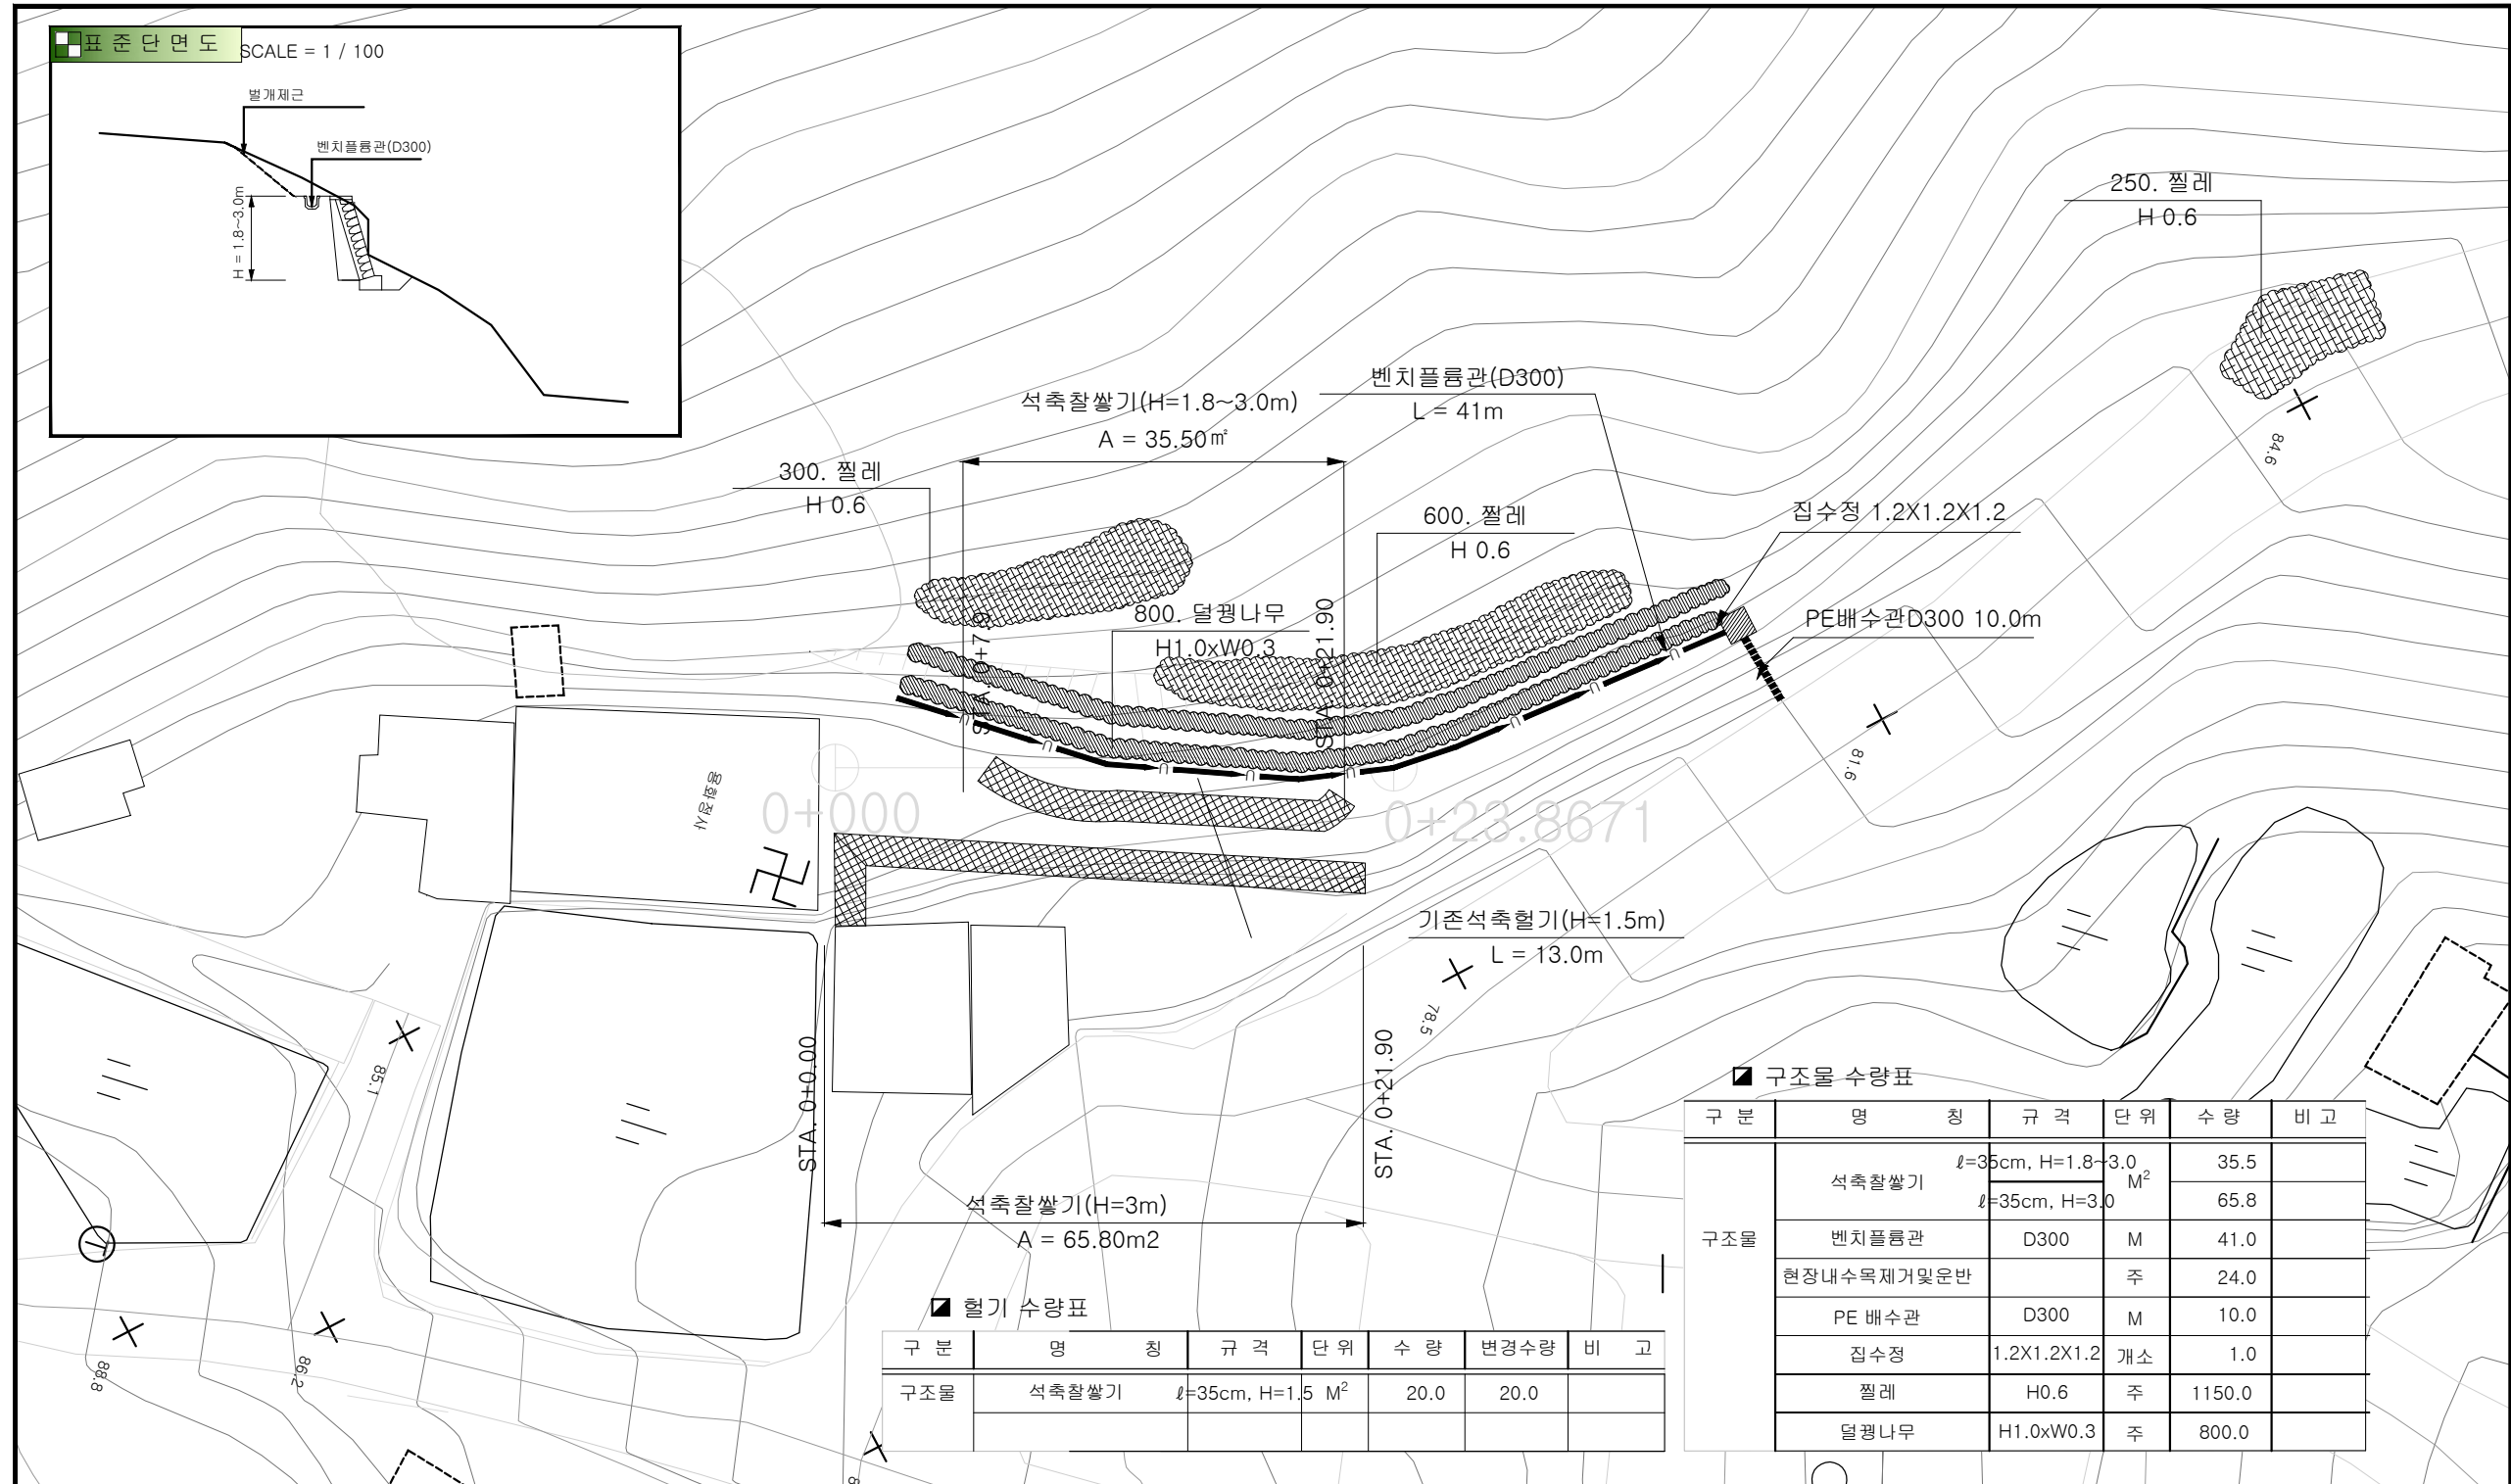 표 준 단 면 도 SCALE = 1 / 100
벌개제근
벤치플륨관(D300)
H = 1.8~3.0m
250. 찔레
H 0.6
벤치플륨관(D300)
L = 41m
석축찰쌓기(H=1.8~3.0m)
A = 35.50㎡
300. 찔레
H 0.6
600. 찔레
H 0.6
집수정 1.2X1.2X1.2
84.6
800. 덜꿩나무
H1.0xW0.3
PE배수관D300 10.0m
STA. 0+7.9
STA. 0+21.90
81.6
용화정사
0+000
0+23.8671
기존석축헐기(H=1.5m)
L = 13.0m
78.5
85.1
STA. 0+0.00
STA. 0+21.90
석축찰쌓기(H=3m)
A = 65.80m2
88.8
86.2
구조물 수량표
구 분 명 칭 규 격 단 위 수 량 비 고
구조물
석축찰쌓기 ℓ=35cm, H=1.8~3.0 M² 35.5
ℓ=35cm, H=3.0 65.8
벤치플륨관 D300 M 41.0
현장내수목제거및운반 주 24.0
PE 배수관 D300 M 10.0
집수정 1.2X1.2X1.2 개소 1.0
찔레 H0.6 주 1150.0
덜꿩나무 H1.0xW0.3 주 800.0
헐기 수량표
구 분 명 칭 규 격 단 위 수 량 변경수량 비 고
구조물 석축찰쌓기 ℓ=35cm, H=1.5 M² 20.0 20.0